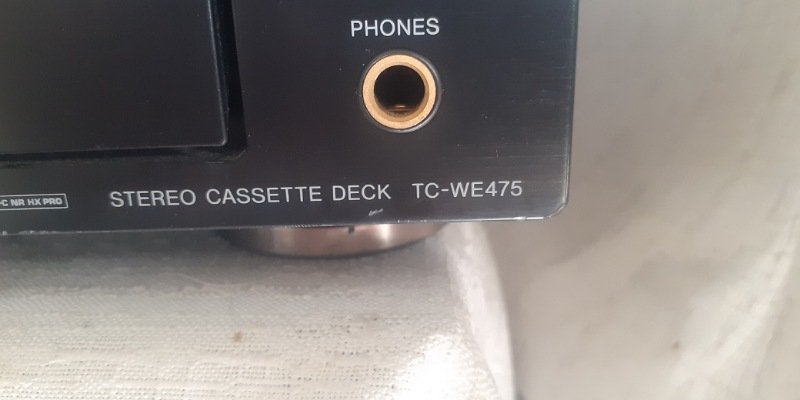 PHONES
C NR HX PRO
STEREO CASSETTE DECK TC-WE475